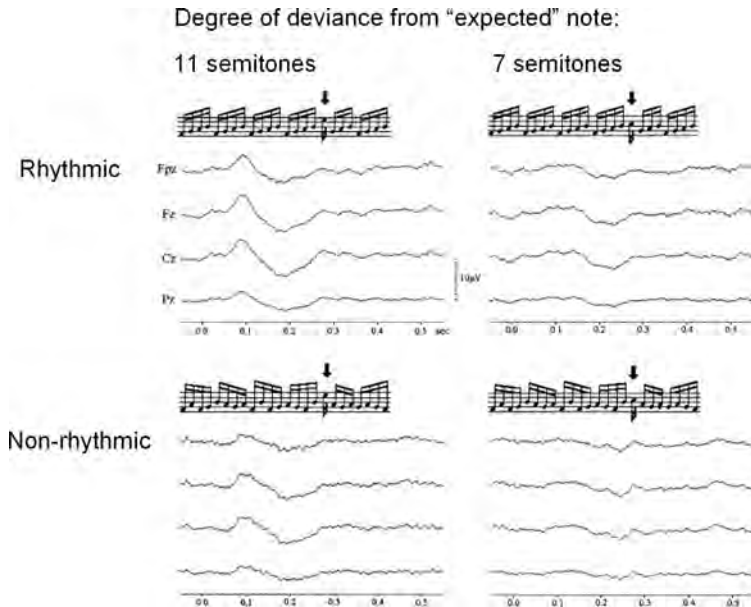 Degree of deviance from “expected” note:
11 semitones
7 semitones
Rhythmic
Fpz
Fz
Cz
Pz
10μV
0.0 0.1 0.2 0.3 0.4 sec
0.0 0.1 0.2 0.3 0.4 0.5
Non-rhythmic
0.0 0.1 0.2 0.3 0.4 0.5
0.0 0.1 0.2 0.3 0.4 0.5